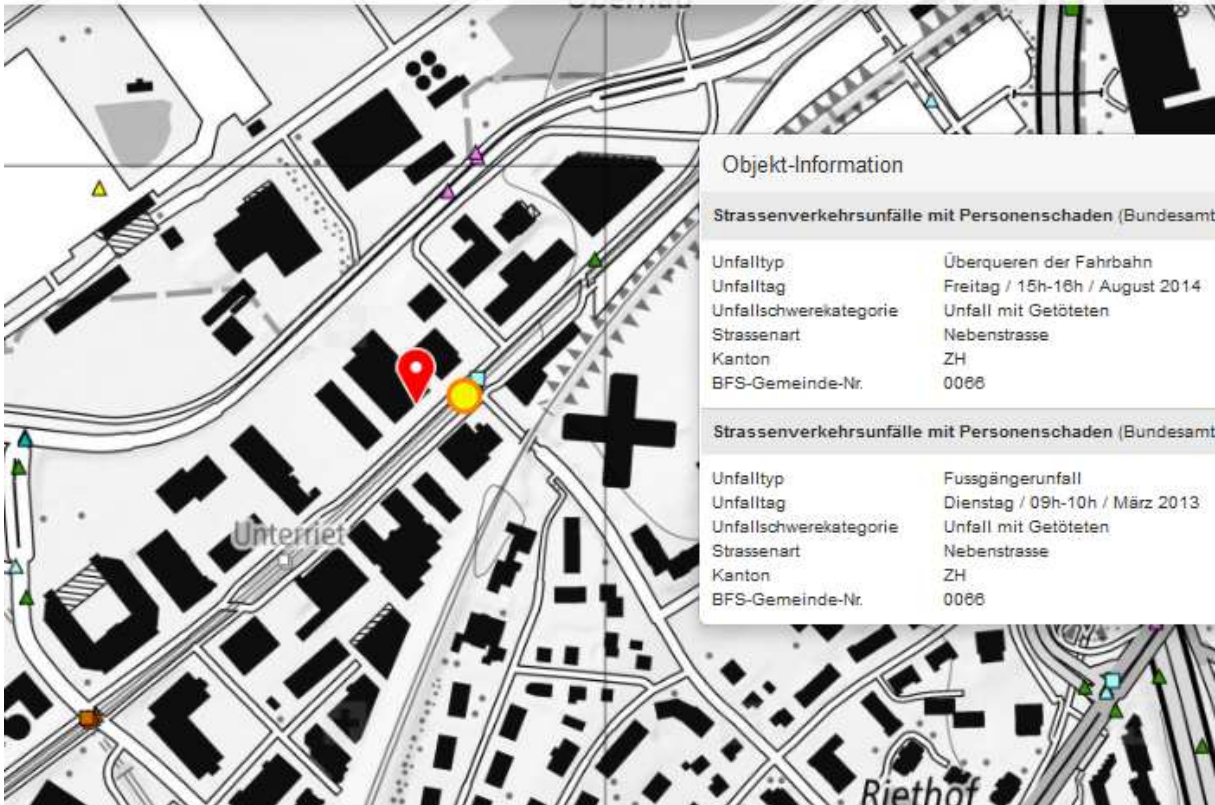 Objekt-Information
Strassenverkehrsunfälle mit Personenschaden (Bundesamt
Unfalltyp Überqueren der Fahrbahn
Unfalltag Freitag / 15h-16h / August 2014
Unfallschwerekategorie Unfall mit Getöteten
Strassenart Nebenstrasse
Kanton ZH
BFS-Gemeinde-Nr. 0066
Strassenverkehrsunfälle mit Personenschaden (Bundesamt
Unfalltyp Fussgängerunfall
Unfalltag Dienstag / 09h-10h / März 2013
Unfallschwerekategorie Unfall mit Getöteten
Strassenart Nebenstrasse
Kanton ZH
BFS-Gemeinde-Nr. 0066
Unterriet
Riethof